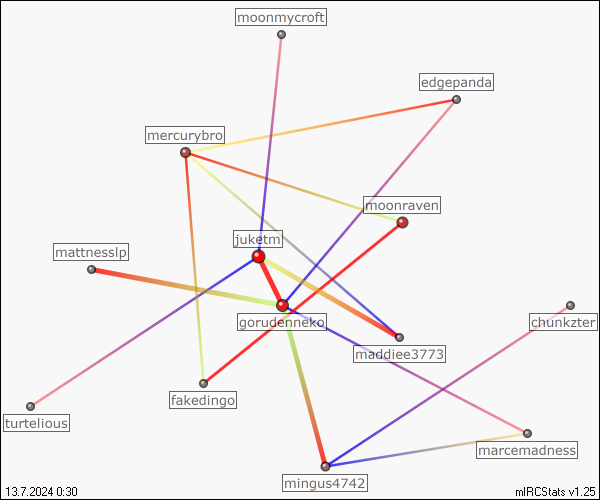 moonmycroft
edgepanda
mercurybro
moonraven
juketm
mattnesslp
gorudenneko
chunkzter
maddiee3773
fakedingo
turtelious
marcemadness
mingus4742
13.7.2024 0:30
mIRCStats v1.25